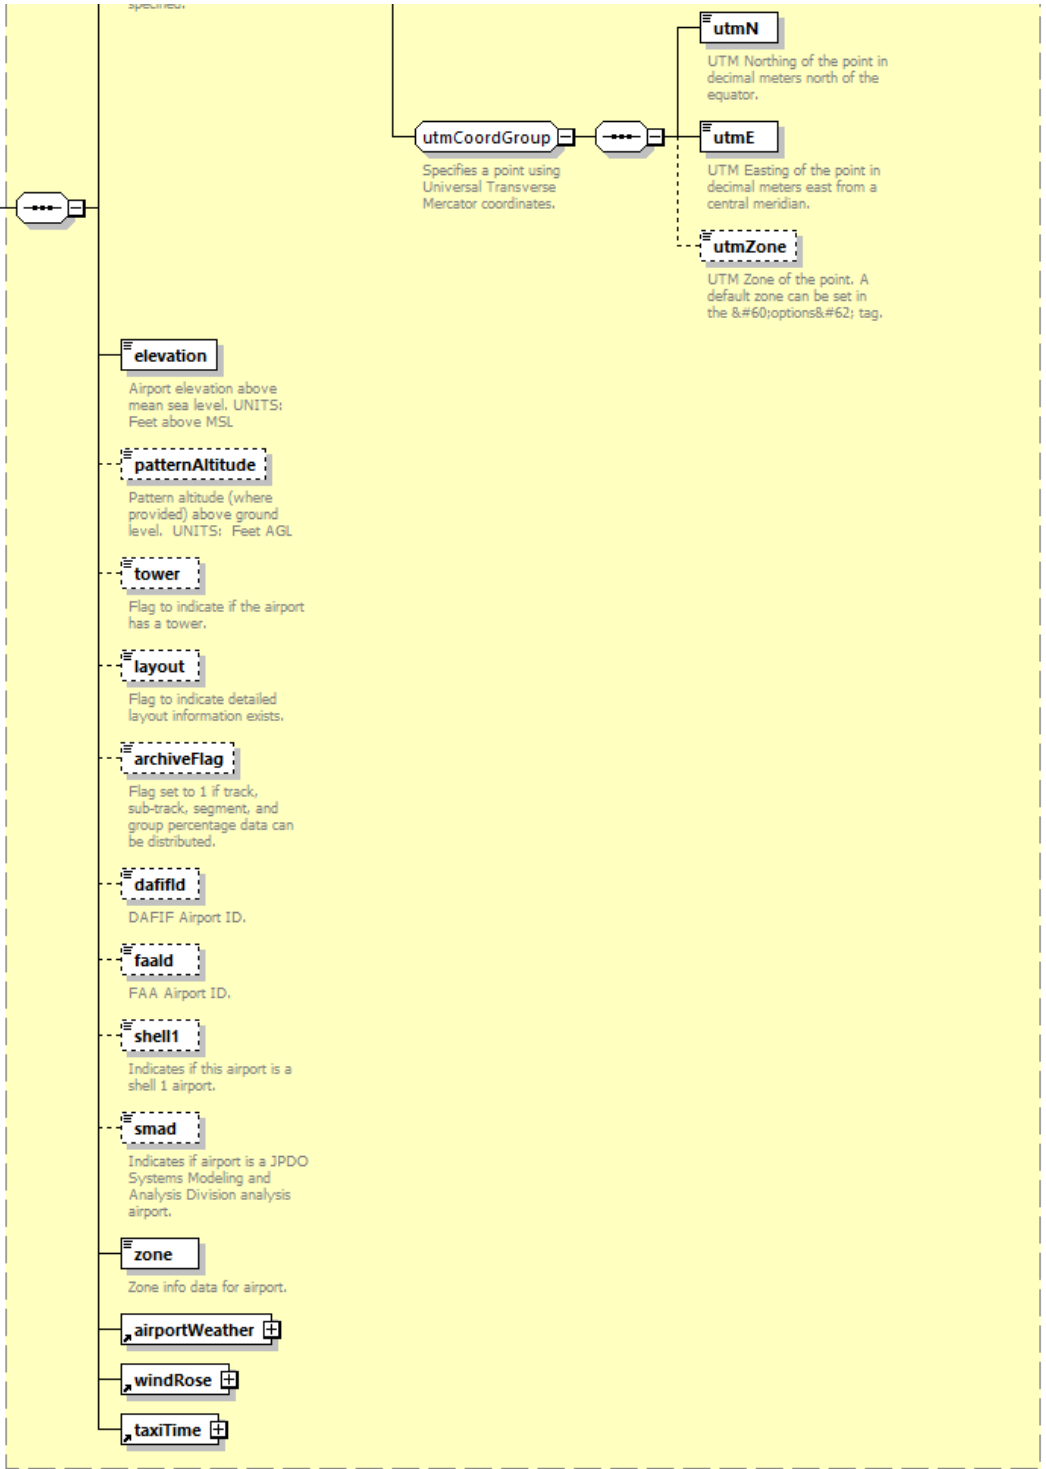 specified.
utmN
UTM Northing of the point in
decimal meters north of the
equator.
utmCoordGroup
Specifies a point using
Universal Transverse
Mercator coordinates.
utmE
UTM Easting of the point in
decimal meters east from a
central meridian.
utmZone
UTM Zone of the point. A
default zone can be set in
the &#60;options&#62; tag.
elevation
Airport elevation above
mean sea level. UNITS:
Feet above MSL
patternAltitude
Pattern altitude (where
provided) above ground
level.  UNITS:  Feet AGL
tower
Flag to indicate if the airport
has a tower.
layout
Flag to indicate detailed
layout information exists.
archiveFlag
Flag set to 1 if track,
sub-track, segment, and
group percentage data can
be distributed.
dafifId
DAFIF Airport ID.
faaId
FAA Airport ID.
shell1
Indicates if this airport is a
shell 1 airport.
smad
Indicates if airport is a JPDO
Systems Modeling and
Analysis Division analysis
airport.
zone
Zone info data for airport.
airportWeather
windRose
taxiTime